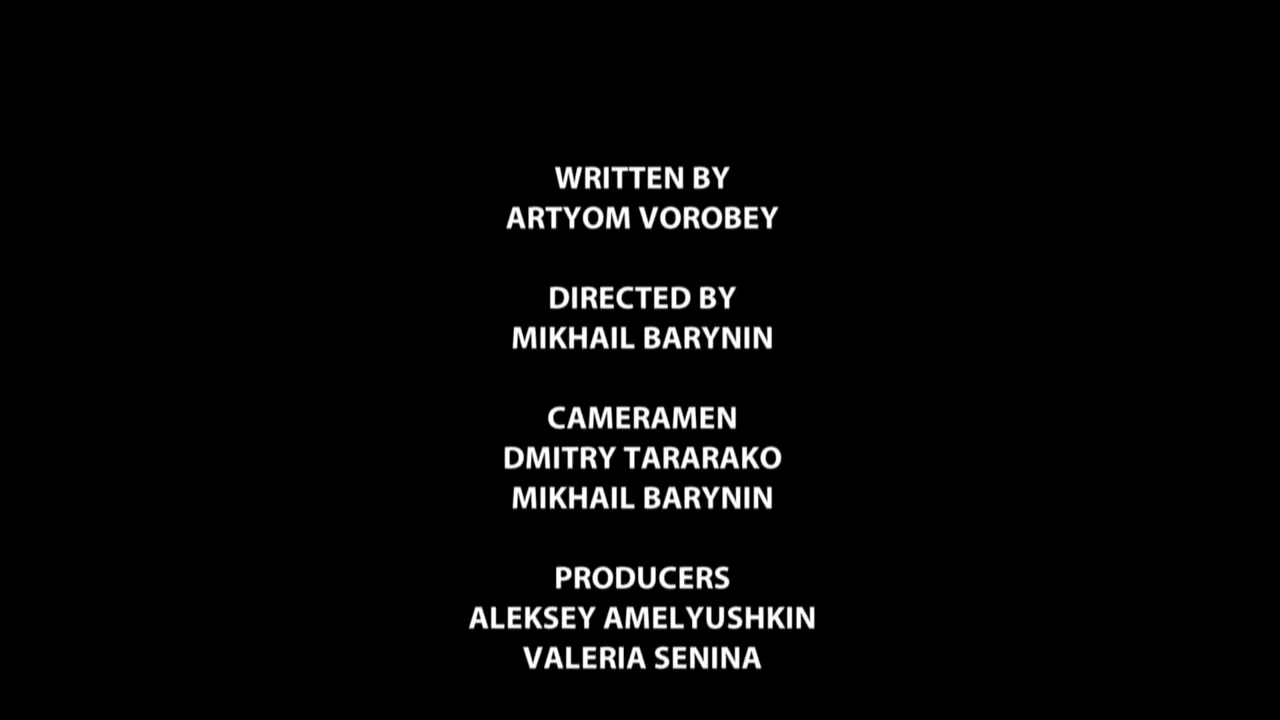 WRITTEN BY
ARTYOM VOROBEY
DIRECTED BY
MIKHAIL BARYNIN
CAMERAMEN
DMITRY TARARAKO
MIKHAIL BARYNIN
PRODUCERS
ALEKSEY AMELYUSHKIN
VALERIA SENINA